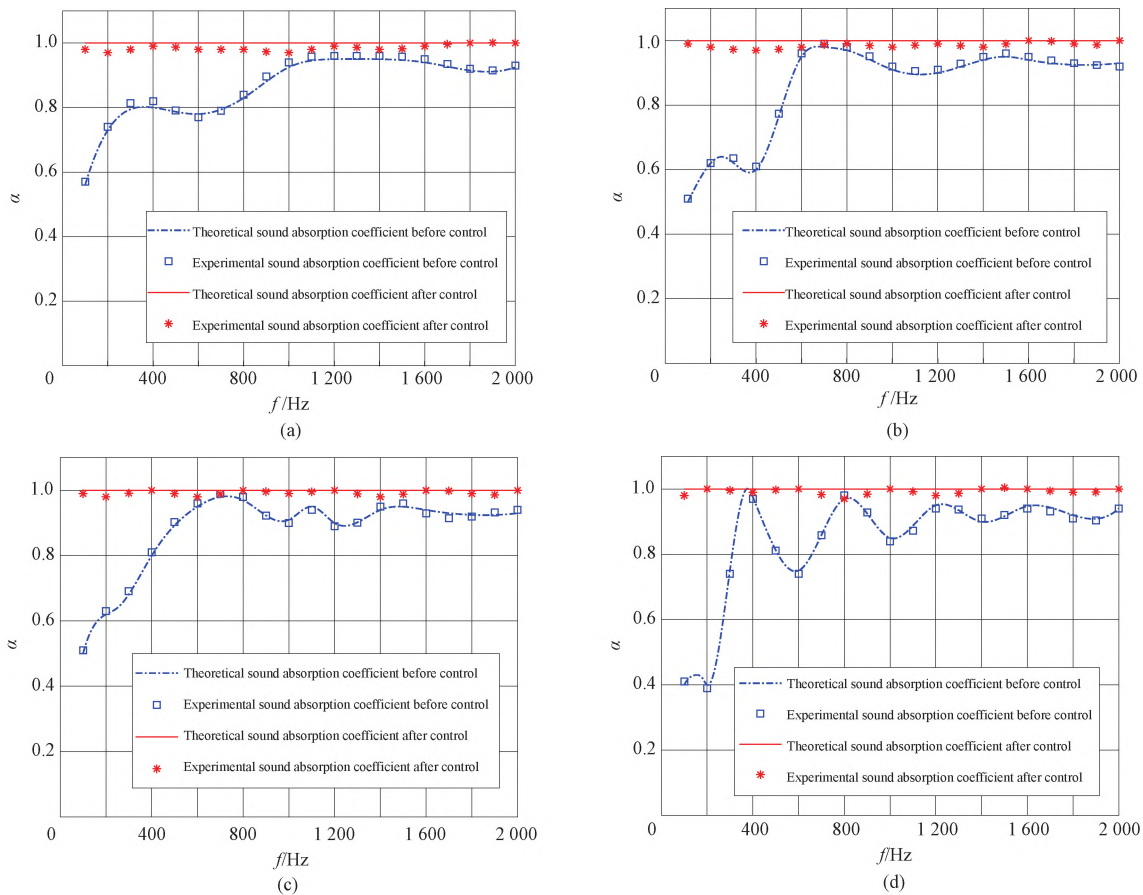 1.0
0.8
0.6
0.4
0.2
α
Theoretical sound absorption coefficient before control
Experimental sound absorption coefficient before control
Theoretical sound absorption coefficient after control
Experimental sound absorption coefficient after control
0 400 800 1 200 1 600 2 000
f/Hz
(a)
1.0
0.8
0.6
0.4
0.2
α
Theoretical sound absorption coefficient before control
Experimental sound absorption coefficient before control
Theoretical sound absorption coefficient after control
Experimental sound absorption coefficient after control
0 400 800 1 200 1 600 2 000
f/Hz
(b)
1.0
0.8
0.6
0.4
0.2
α
Theoretical sound absorption coefficient before control
Experimental sound absorption coefficient before control
Theoretical sound absorption coefficient after control
Experimental sound absorption coefficient after control
0 400 800 1 200 1 600 2 000
f/Hz
(c)
1.0
0.8
0.6
0.4
0.2
α
Theoretical sound absorption coefficient before control
Experimental sound absorption coefficient before control
Theoretical sound absorption coefficient after control
Experimental sound absorption coefficient after control
0 400 800 1 200 1 600 2 000
f/Hz
(d)